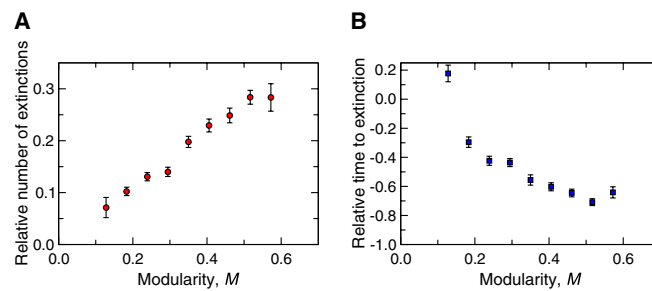 A
B
Relative number of extinctions
0.3
0.2
0.1
0.0
0.0 0.2 0.4 0.6
Modularity, M
Relative time to extinction
0.2
0.0
-0.2
-0.4
-0.6
-0.8
-1.0
0.0 0.2 0.4 0.6
Modularity, M